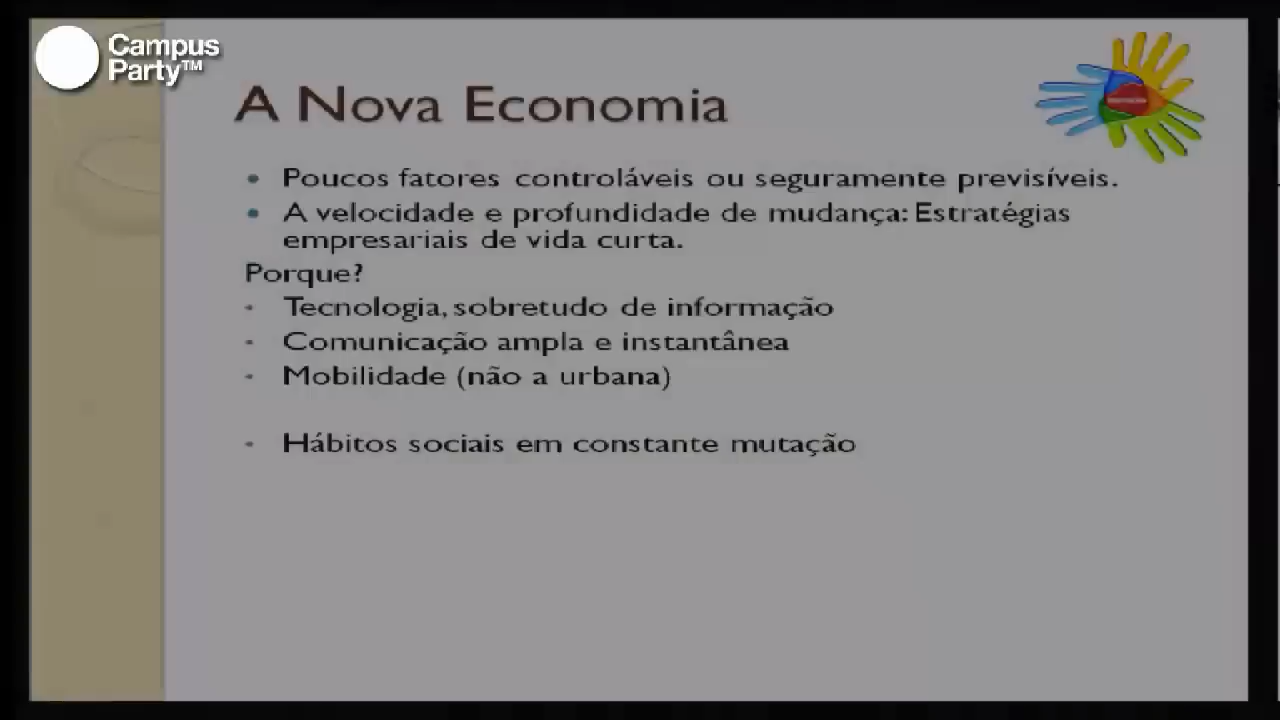 Campus
Party™
A Nova Economia
• Poucos fatores controláveis ou seguramente previsíveis.
• A velocidade e profundidade de mudança: Estratégias
empresariais de vida curta.
Porque?
- Tecnologia, sobretudo de informação
- Comunicação ampla e instantânea
- Mobilidade (não a urbana)
- Hábitos sociais em constante mutação